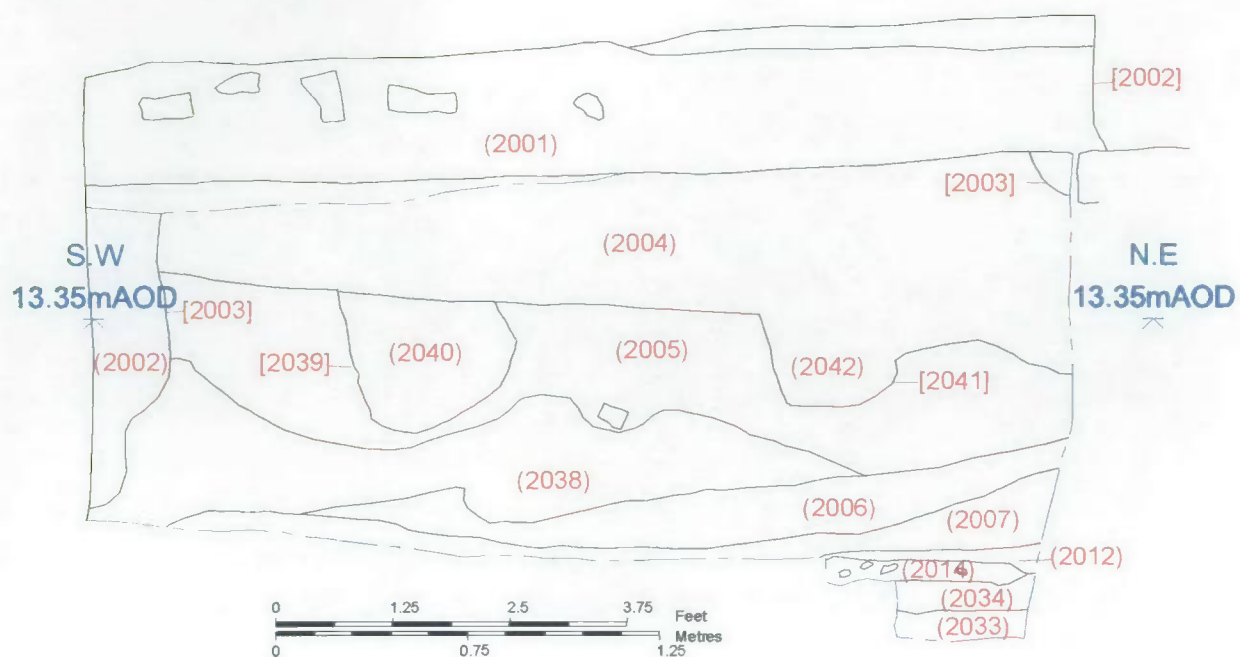 [2002]
(2001)
[2003]
(2004)
S.W
13.35mAOD
N.E
13.35mAOD
[2003]
(2002)
[2039]
(2040)
(2005)
(2042)
[2041]
(2038)
(2006)
(2007)
(2012)
(2014)
(2034)
(2033)
0 1.25 2.5 3.75 Feet
Metres
0 0.75 1.25